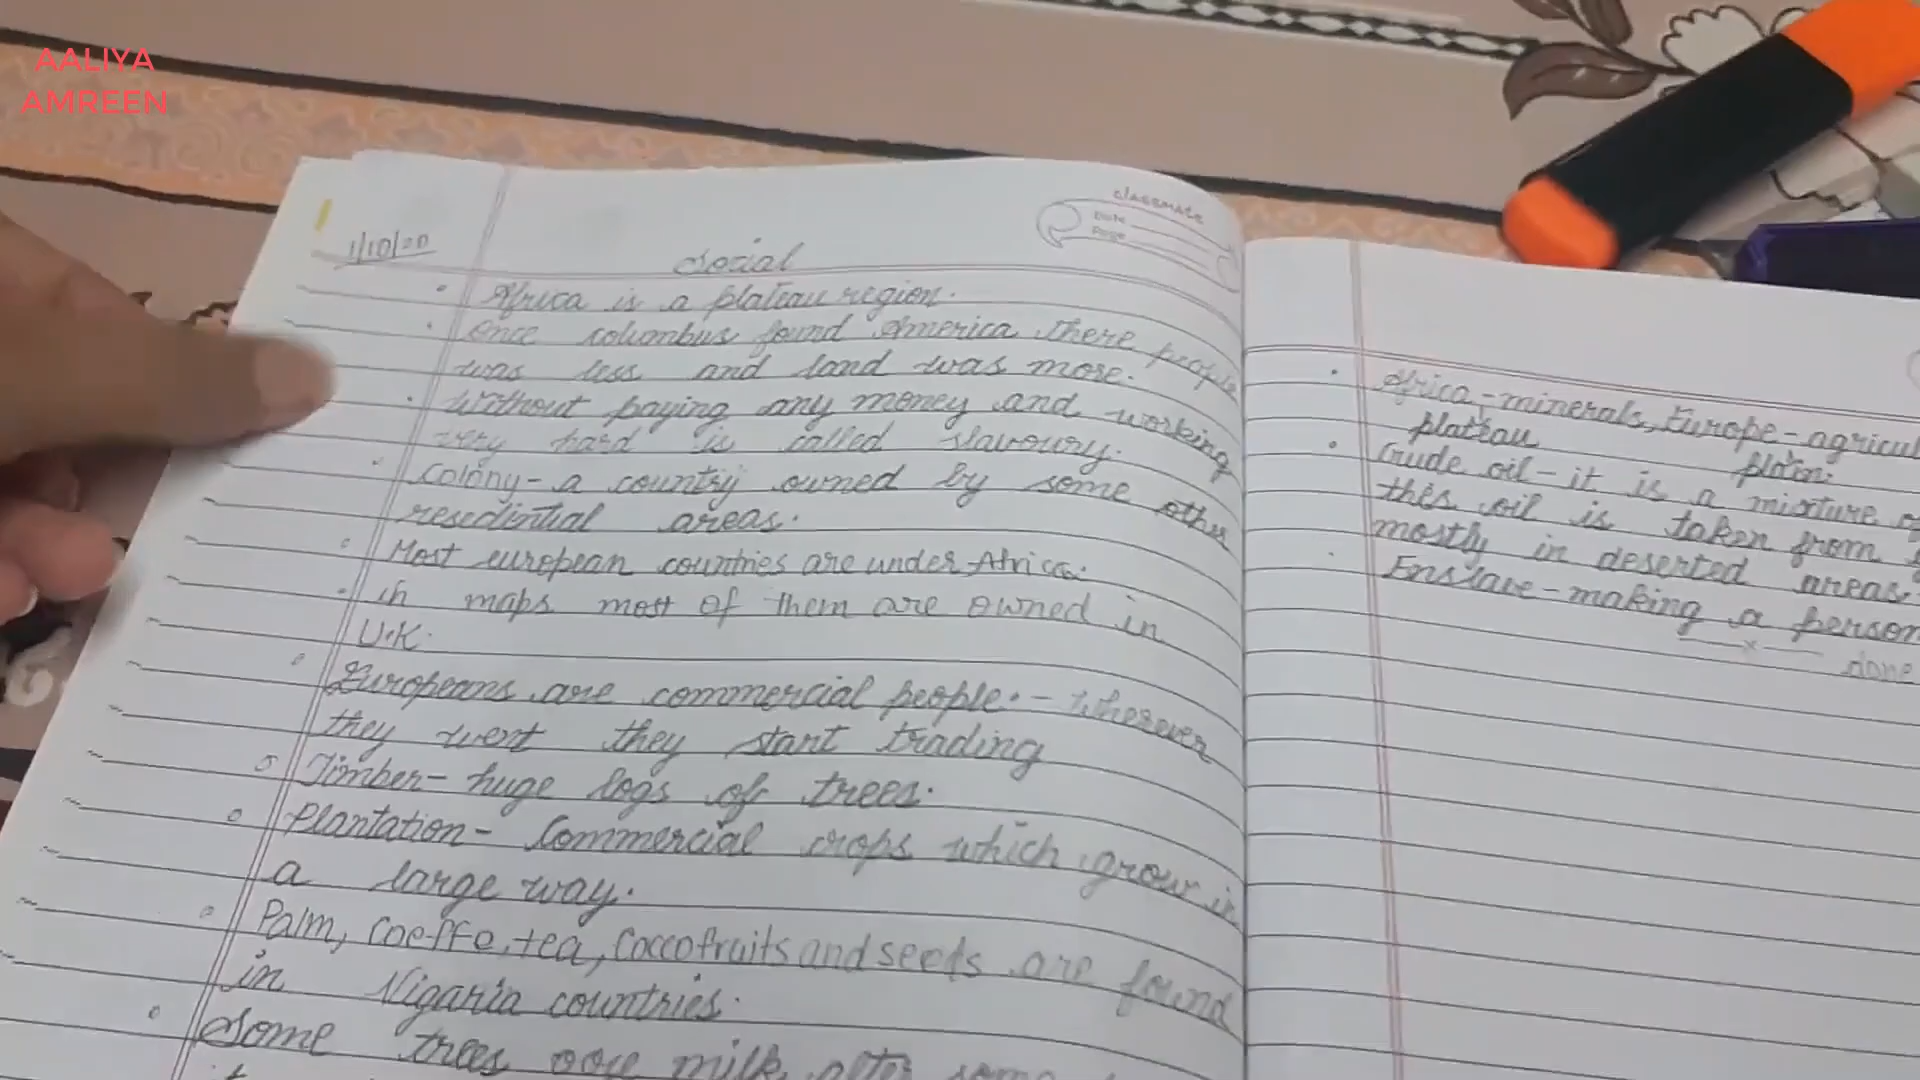 AALIYA
AMREEN
classmate
Date
Page
1/10/20
Social
• Africa is a plateau region.
• Once columbus found America there people
was less and land was more.
• Without paying any money and working
very hard is called slavoury.
• Colony - a country owned by some other
resedintial areas.
• Most european countries are under Africa.
• in maps most of them are owned in
U.K.
• Europeans are commercial people. - wherever
they went they start trading
• Timber - huge logs of trees.
• Plantation - Commercial crops which grow in
a large way.
• Palm, Coeffe, tea, Coccofruits and seeds are found
in Nigaria countries.
• Some trees milk after some
• Africa - minerals, Europe - agricul
plateau plain.
• Crude oil - it is a mixture of
this oil is taken from
mostly in deserted areas.
Enslave - making a person
done